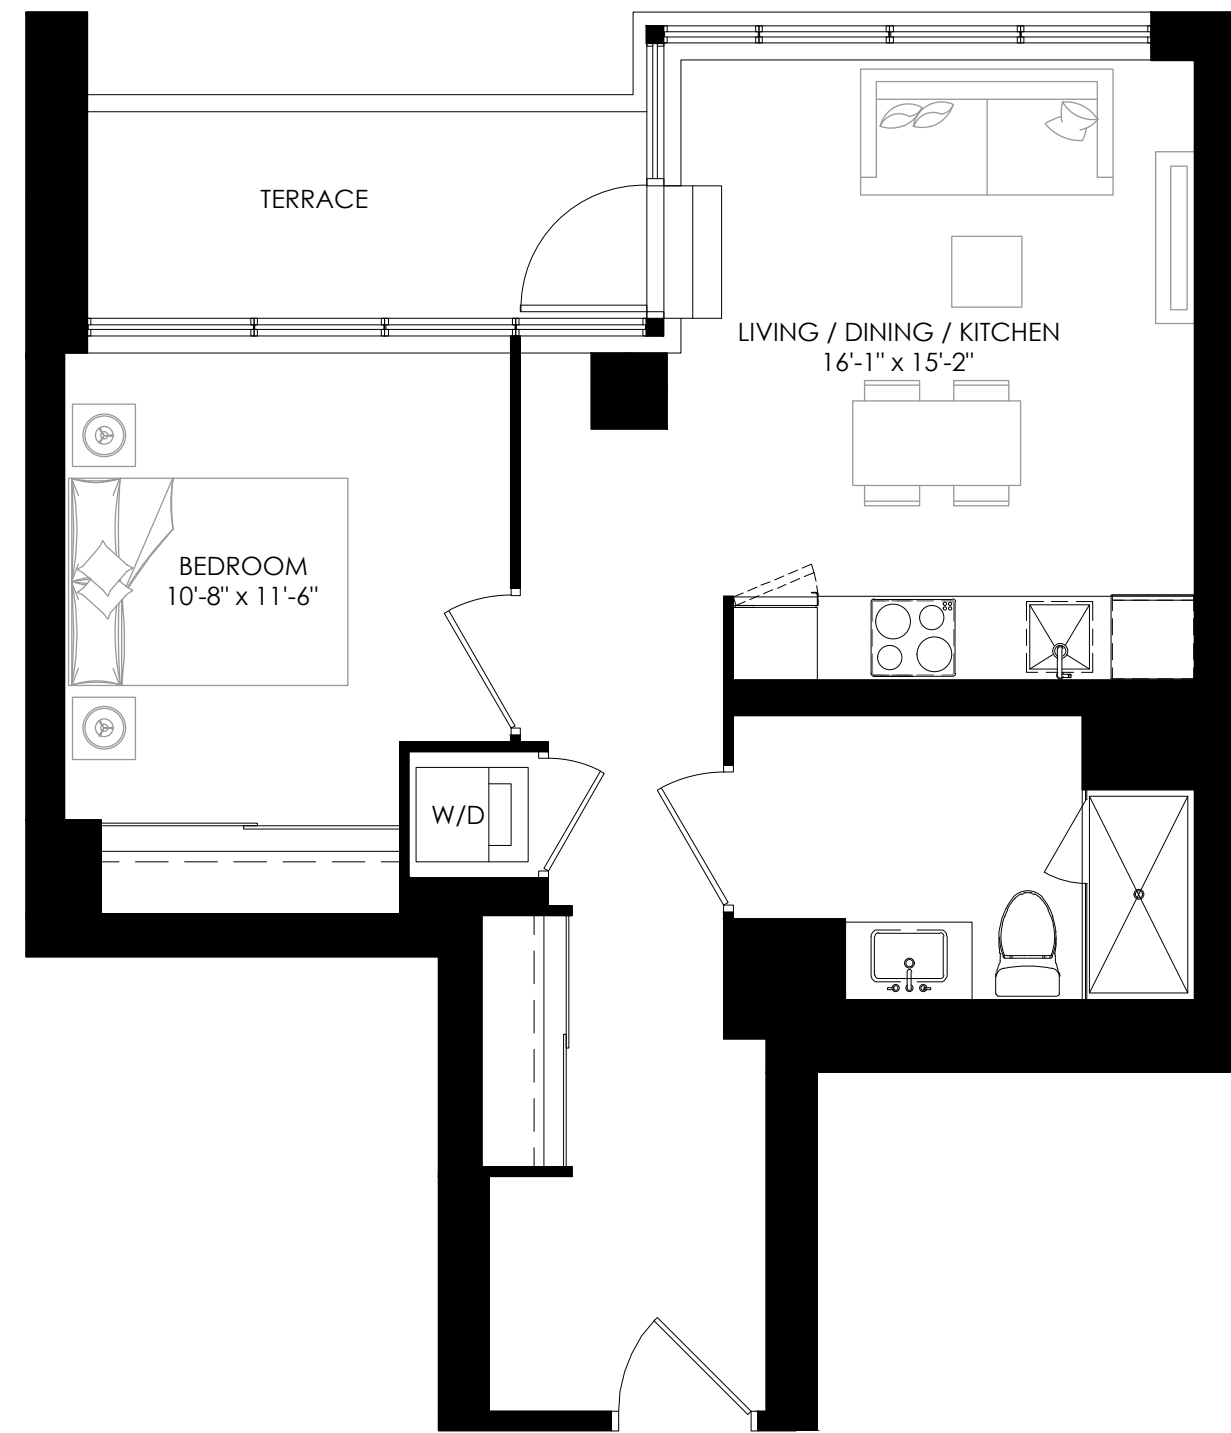 TERRACE
LIVING / DINING / KITCHEN
16'-1" x 15'-2"
BEDROOM
10'-8" x 11'-6"
W/D